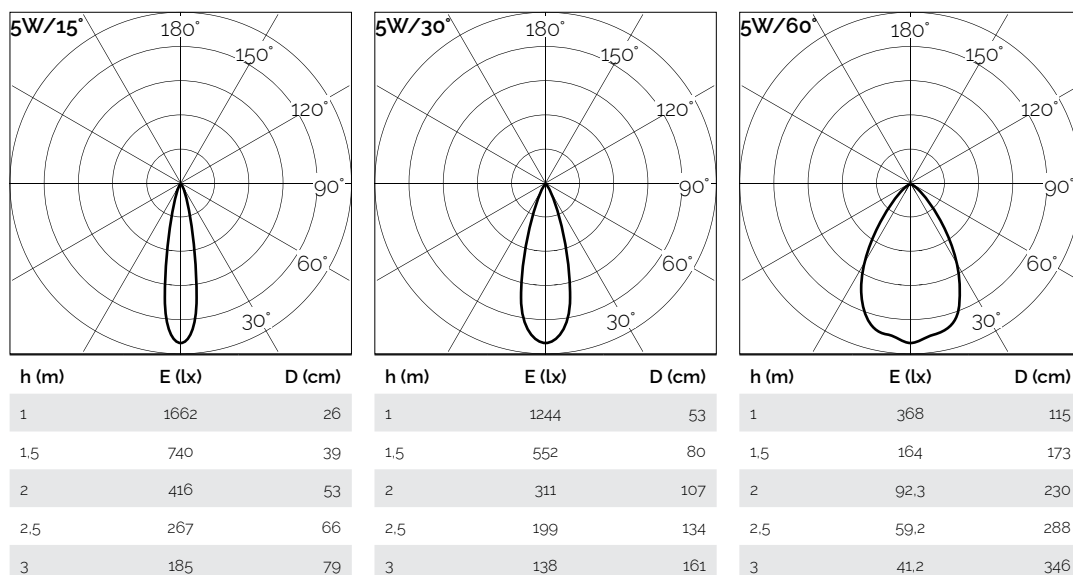 5W/15°
180°
150°
120°
90°
60°
30°
h (m) E (lx) D (cm)
1 1662 26
1,5 740 39
2 416 53
2,5 267 66
3 185 79
5W/30°
180°
150°
120°
90°
60°
30°
h (m) E (lx) D (cm)
1 1244 53
1,5 552 80
2 311 107
2,5 199 134
3 138 161
5W/60°
180°
150°
120°
90°
60°
30°
h (m) E (lx) D (cm)
1 368 115
1,5 164 173
2 92,3 230
2,5 59,2 288
3 41,2 346